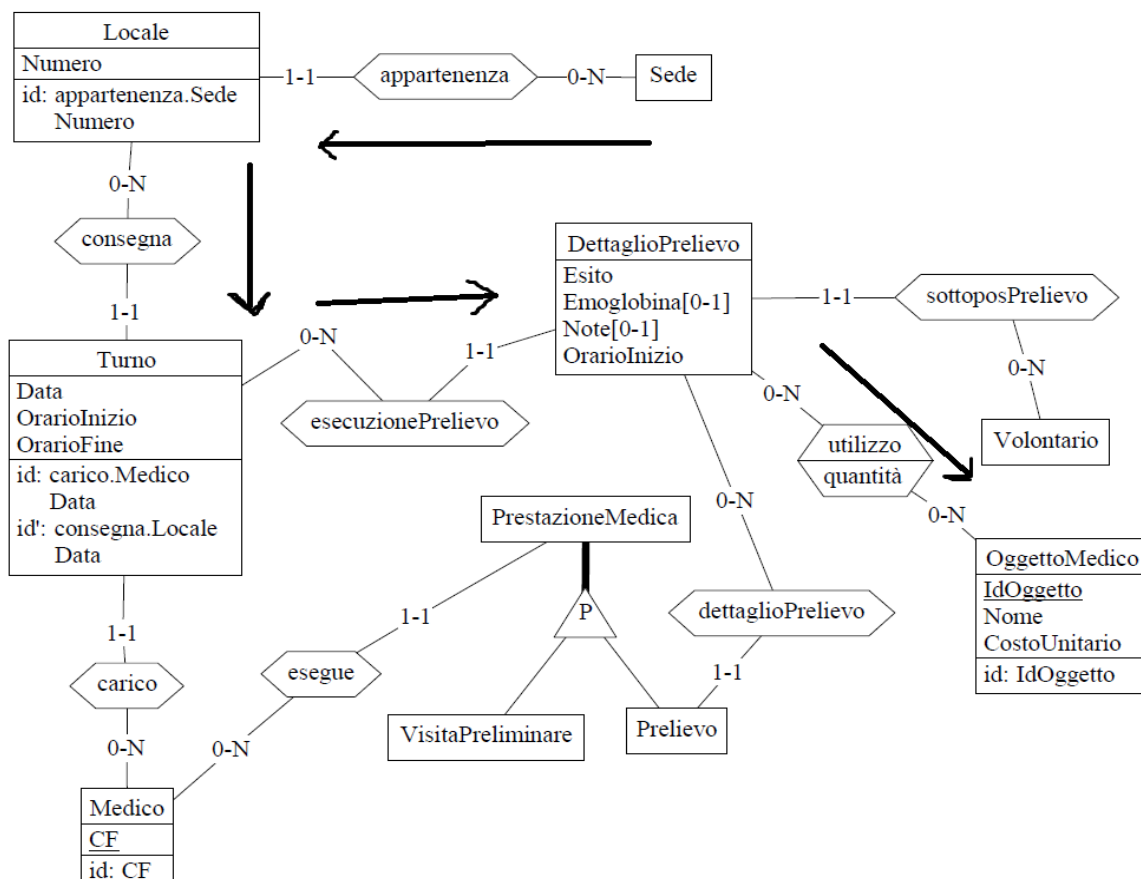 Locale
Numero
id: appartenenza.Sede
Numero
1-1
appartenenza
0-N
Sede
0-N
consegna
1-1
DettaglioPrelievo
Esito
Emoglobina[0-1]
Note[0-1]
OrarioInizio
1-1
sottoposPrelievo
0-N
Volontario
Turno
Data
OrarioInizio
OrarioFine
id: carico.Medico
Data
id': consegna.Locale
Data
0-N
1-1
esecuzionePrelievo
0-N
utilizzo
quantità
0-N
OggettoMedico
IdOggetto
Nome
CostoUnitario
id: IdOggetto
PrestazioneMedica
P
0-N
dettaglioPrelievo
1-1
1-1
esegue
0-N
VisitaPreliminare
Prelievo
1-1
carico
0-N
Medico
CF
id: CF